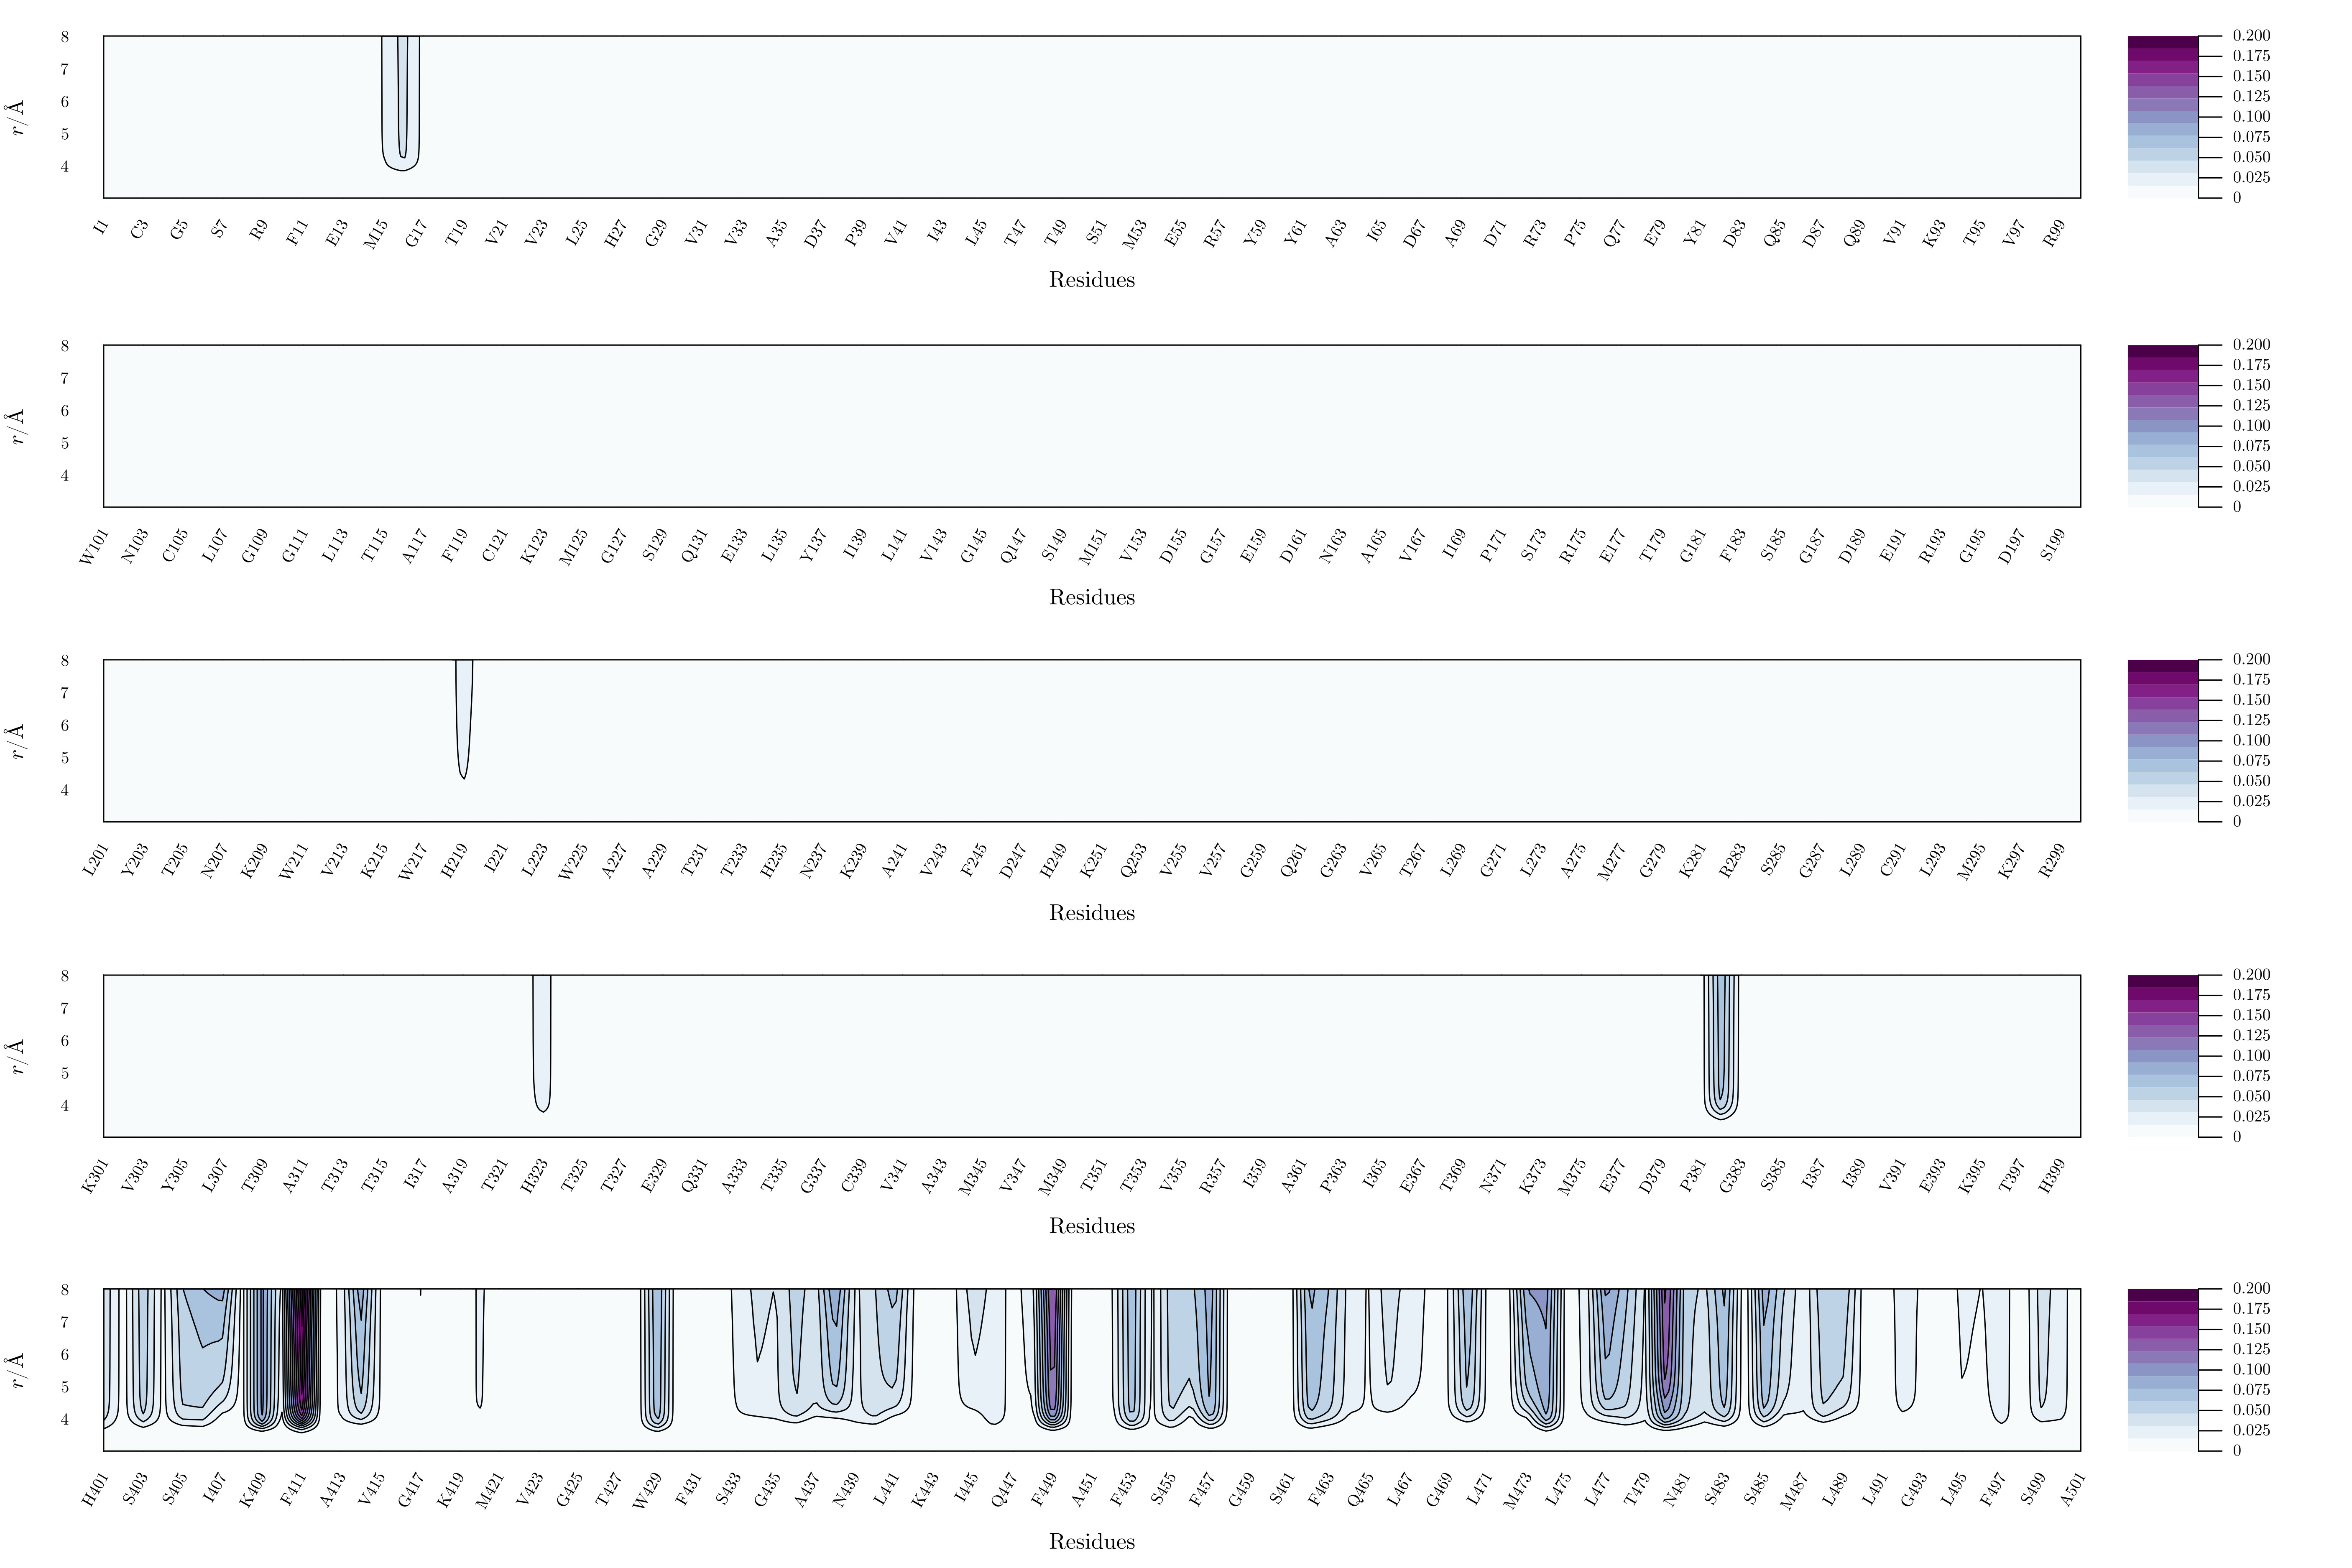 8 7 6 5 4
r/Å
I1 C3 G5 S7 R9 F11 E13 M15 G17 T19 V21 V23 L25 H27 G29 V31 V33 A35 D37 P39 V41 I43 L45 T47 T49 S51 M53 E55 R57 Y59 Y61 A63 I65 D67 A69 D71 R73 P75 Q77 E79 Y81 D83 Q85 D87 Q89 V91 K93 T95 V97 R99
Residues
0.200 0.175 0.150 0.125 0.100 0.075 0.050 0.025 0
8 7 6 5 4
r/Å
W101 N103 C105 L107 G109 G111 L113 T115 A117 F119 C121 K123 M125 G127 S129 Q131 E133 L135 Y137 I139 L141 V143 G145 Q147 S149 M151 V153 D155 G157 E159 D161 N163 A165 V167 I169 P171 S173 R175 E177 T179 G181 F183 S185 G187 D189 E191 R193 G195 D197 S199
Residues
0.200 0.175 0.150 0.125 0.100 0.075 0.050 0.025 0
8 7 6 5 4
r/Å
L201 Y203 T205 N207 K209 W211 V213 K215 W217 H219 I221 L223 W225 A227 A229 T231 T233 H235 N237 K239 A241 V243 F245 D247 H249 K251 Q253 V255 V257 G259 Q261 G263 V265 T267 L269 G271 L273 A275 M277 G279 K281 R283 S285 G287 L289 C291 L293 M295 K297 R299
Residues
0.200 0.175 0.150 0.125 0.100 0.075 0.050 0.025 0
8 7 6 5 4
r/Å
K301 V303 Y305 L307 T309 A311 T313 T315 I317 A319 T321 H323 T325 T327 E329 Q331 A333 T335 G337 C339 V341 A343 M345 V347 M349 T351 T353 V355 R357 I359 A361 P363 I365 E367 T369 N371 K373 M375 E377 D379 P381 G383 S385 I387 I389 V391 E393 K395 T397 H399
Residues
0.200 0.175 0.150 0.125 0.100 0.075 0.050 0.025 0
8 7 6 5 4
r/Å
H401 S403 S405 I407 K409 F411 A413 V415 G417 K419 M421 V423 G425 T427 W429 F431 S433 G435 A437 N439 L441 K443 I445 Q447 F449 A451 F453 S455 F457 G459 S461 F463 Q465 L467 G469 L471 M473 L475 L477 T479 N481 S483 S485 M487 L489 L491 G493 L495 F497 S499 A501
Residues
0.200 0.175 0.150 0.125 0.100 0.075 0.050 0.025 0